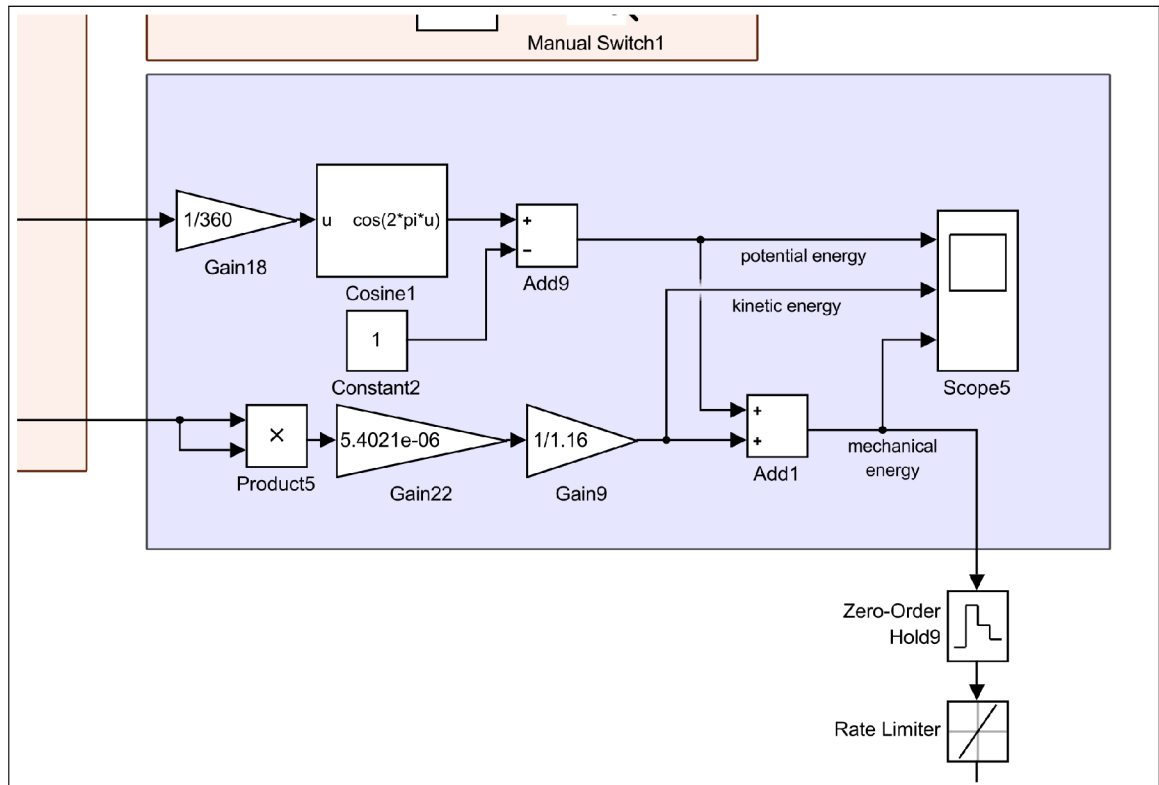 Manual Switch1
1/360
u cos(2*pi*u)
+
−
Gain18
Cosine1
Add9
potential energy
kinetic energy
1
Constant2
Scope5
×
5.4021e-06
1/1.16
+
+
Product5
Gain22
Gain9
Add1
mechanical
energy
Zero-Order
Hold9
Rate Limiter